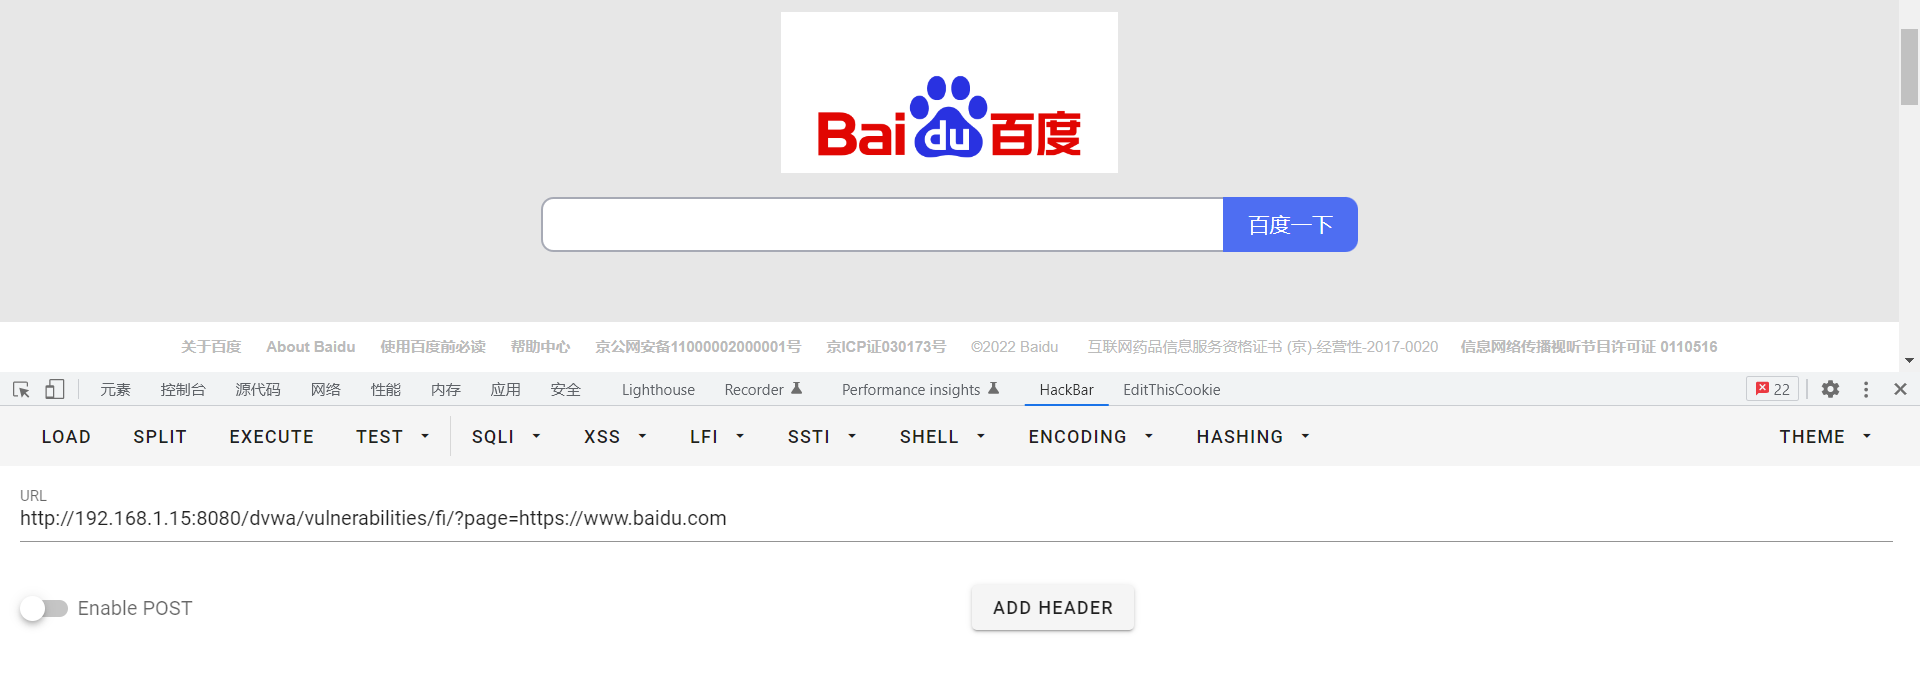 Bai du 百度
百度一下
关于百度 About Baidu 使用百度前必读 帮助中心 京公网安备11000002000001号 京ICP证030173号 ©2022 Baidu 互联网药品信息服务资格证书 (京)-经营性-2017-0020 信息网络传播视听节目许可证 0110516
元素 控制台 源代码 网络 性能 内存 应用 安全 Lighthouse Recorder Performance insights HackBar EditThisCookie 22
LOAD SPLIT EXECUTE TEST SQLI XSS LFI SSTI SHELL ENCODING HASHING THEME
URL
http://192.168.1.15:8080/dvwa/vulnerabilities/fi/?page=https://www.baidu.com
Enable POST ADD HEADER